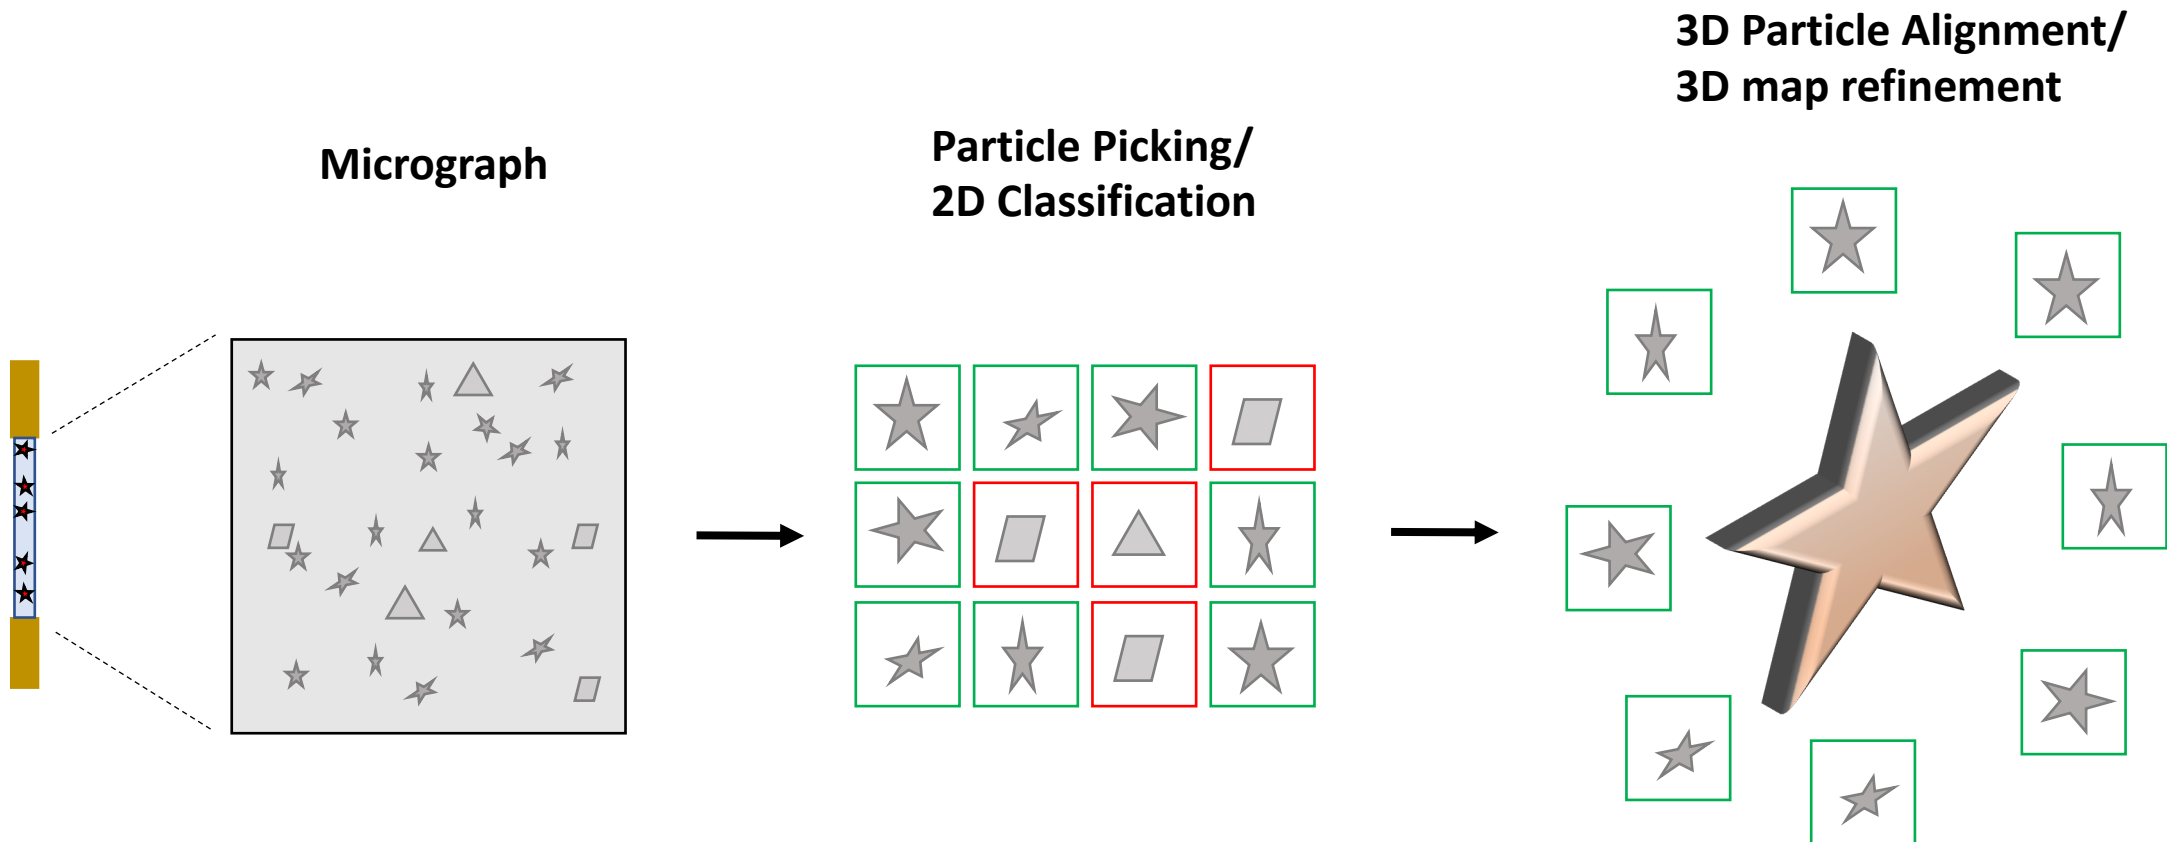 Micrograph
Particle Picking/
2D Classification
3D Particle Alignment/
3D map refinement